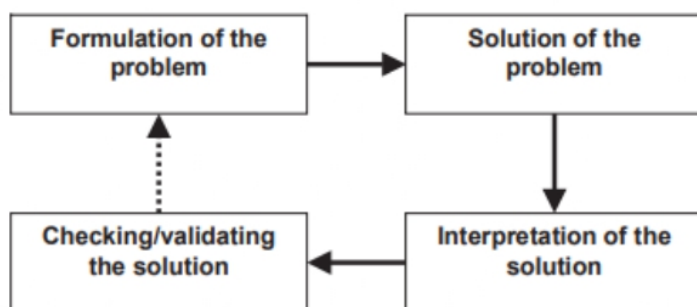 Formulation of the
problem
Solution of the
problem
Checking/validating
the solution
Interpretation of the
solution